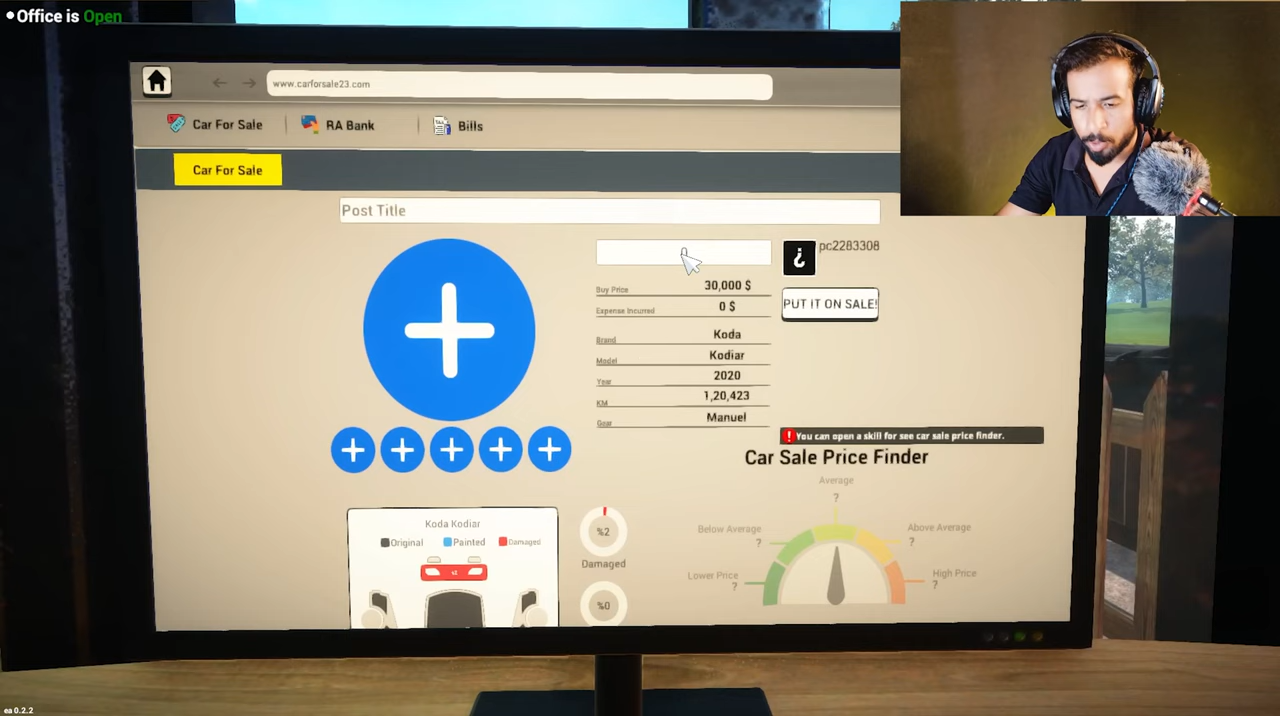 Office is Open
www.carforsale23.com
Car For Sale
RA Bank
Bills
Car For Sale
Post Title
pc2283308
Buy Price 30,000 $
PUT IT ON SALE!
Expense Incurred 0 $
Brand Koda
Model Kodiar
Year 2020
KM 1,20,423
Gear Manuel
You can open a skill for see car sale price finder.
Car Sale Price Finder
Average
?
Koda Kodiar
Below Average
?
Above Average
?
Original
Painted
Damaged
%2
Damaged
Lower Price
?
High Price
?
%0
ea 0.2.2